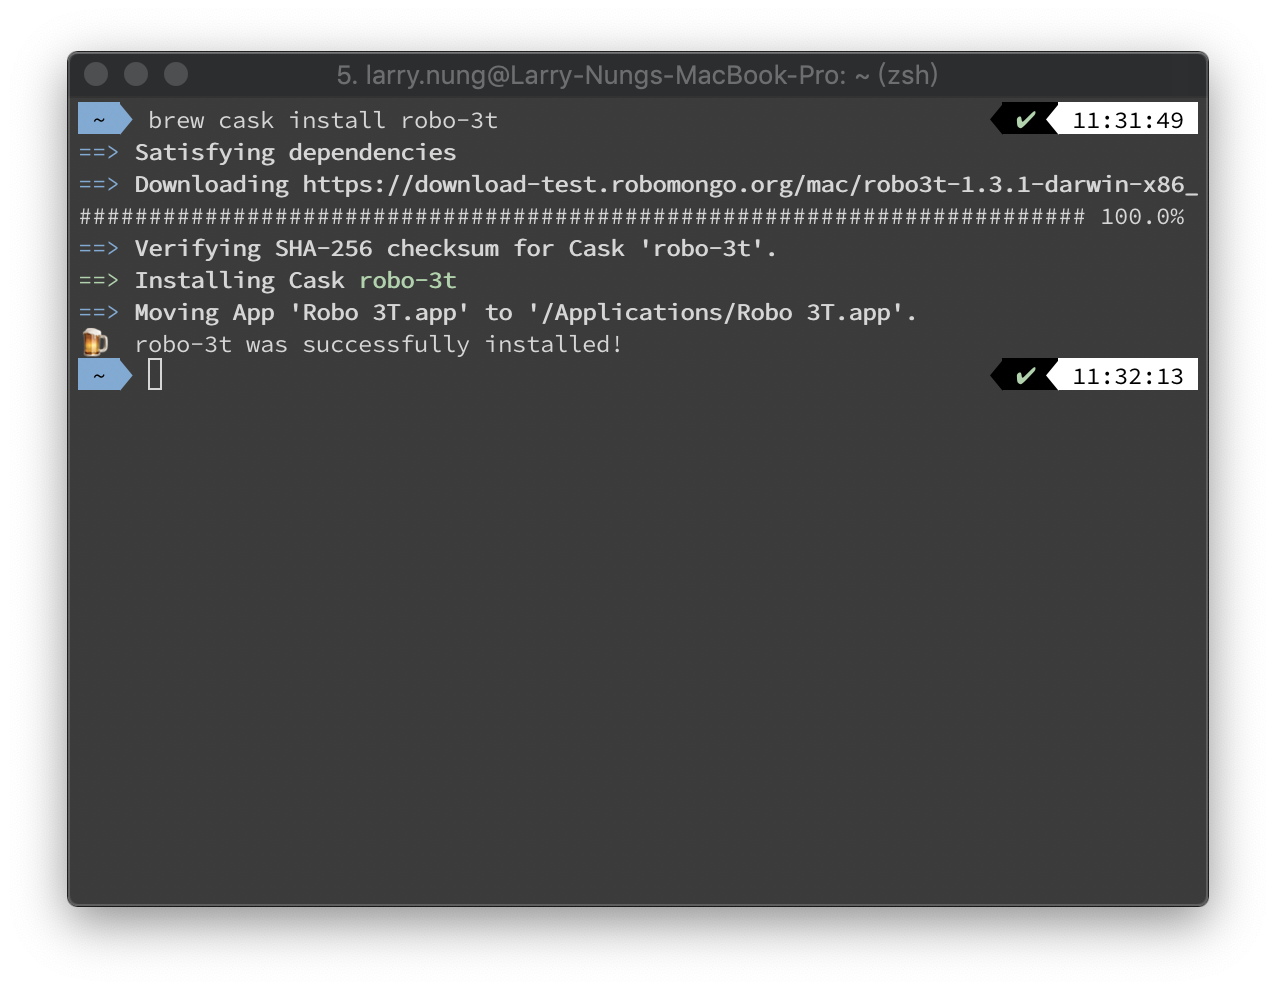 5. larry.nung@Larry-Nungs-MacBook-Pro: ~ (zsh)
~ brew cask install robo-3t ✔ 11:31:49
==> Satisfying dependencies
==> Downloading https://download-test.robomongo.org/mac/robo3t-1.3.1-darwin-x86_
######################################################################## 100.0%
==> Verifying SHA-256 checksum for Cask 'robo-3t'.
==> Installing Cask robo-3t
==> Moving App 'Robo 3T.app' to '/Applications/Robo 3T.app'.
🍺 robo-3t was successfully installed!
~ ✔ 11:32:13